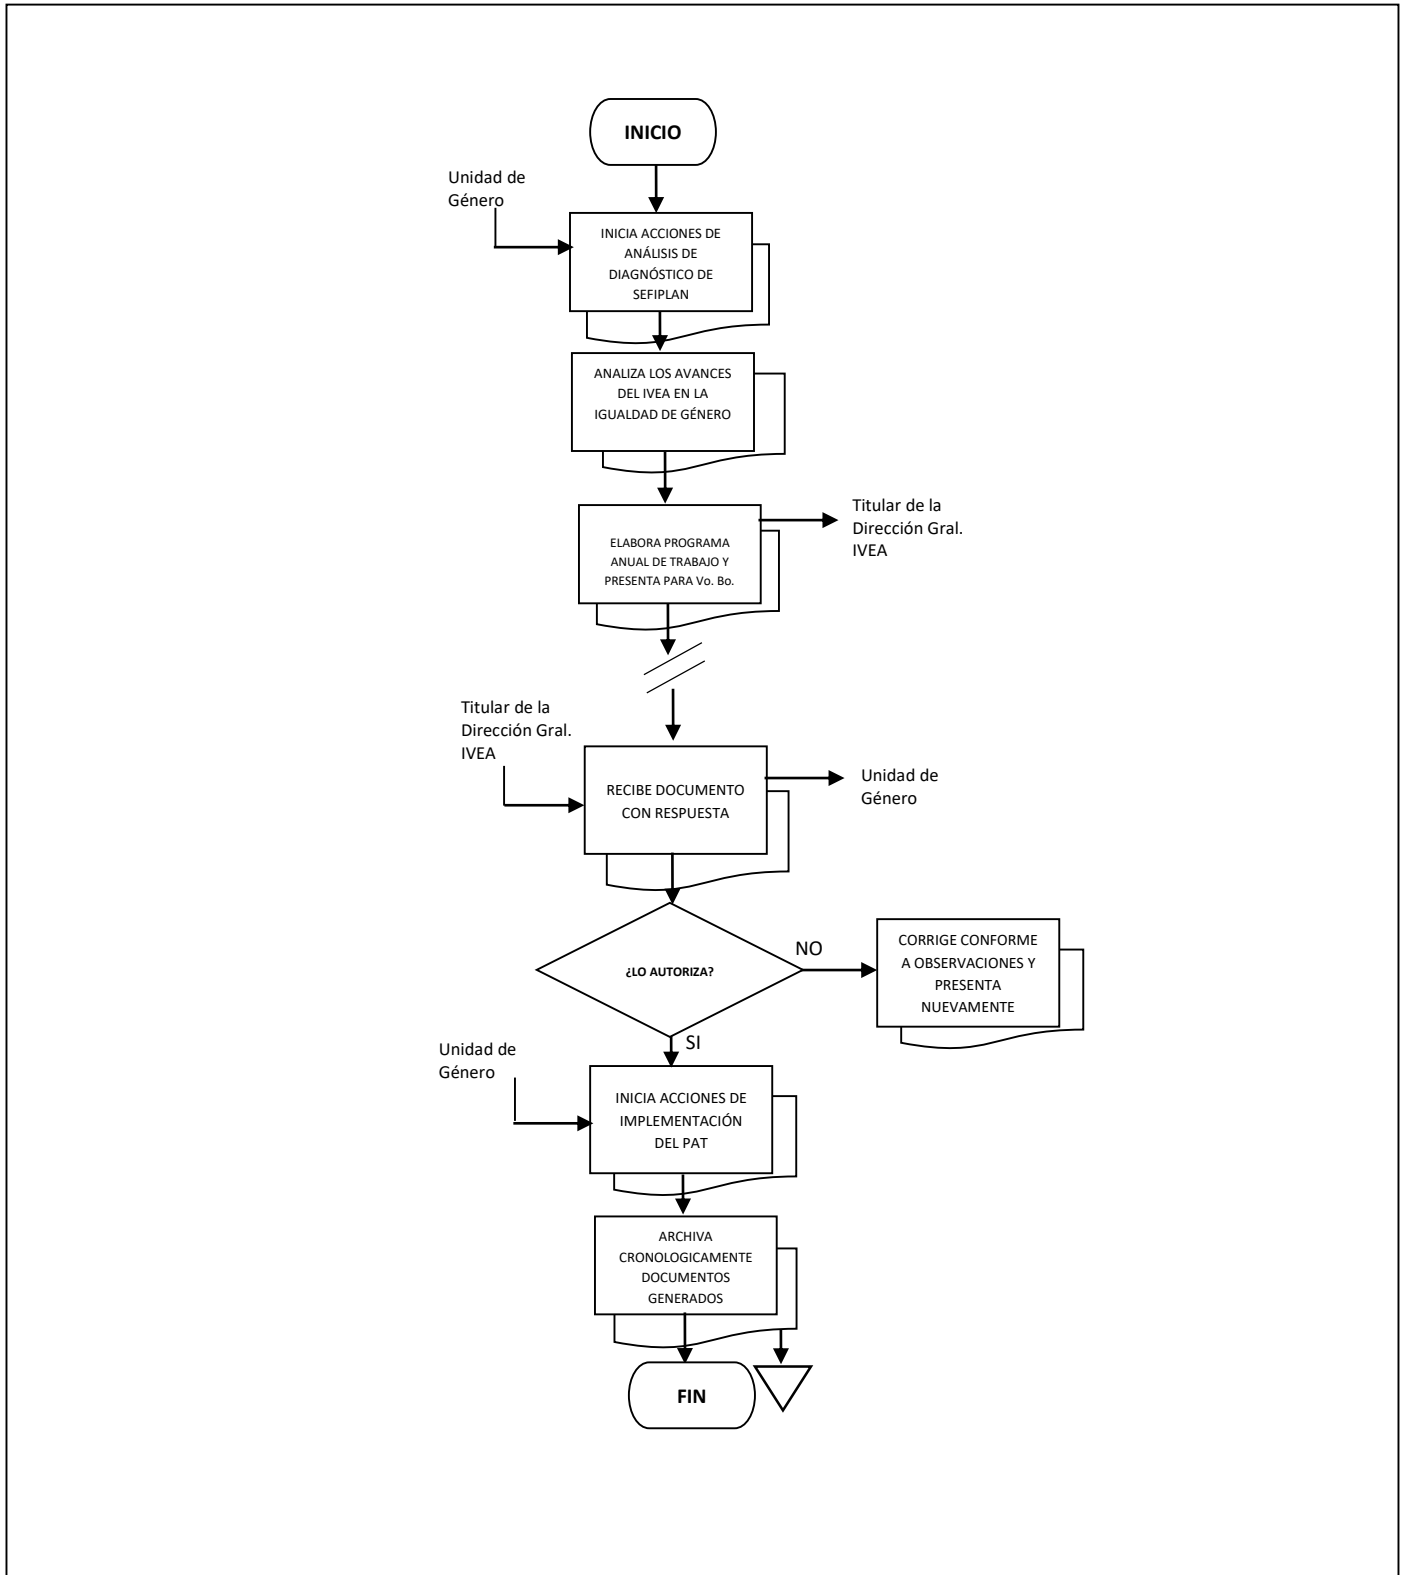 INICIO
Unidad de
Género
INICIA ACCIONES DE
ANÁLISIS DE
DIAGNÓSTICO DE
SEFIPLAN
ANALIZA LOS AVANCES
DEL IVEA EN LA
IGUALDAD DE GÉNERO
Titular de la
Dirección Gral.
IVEA
ELABORA PROGRAMA
ANUAL DE TRABAJO Y
PRESENTA PARA Vo. Bo.
Titular de la
Dirección Gral.
IVEA
RECIBE DOCUMENTO
CON RESPUESTA
Unidad de
Género
¿LO AUTORIZA?
NO
CORRIGE CONFORME
A OBSERVACIONES Y
PRESENTA
NUEVAMENTE
SI
Unidad de
Género
INICIA ACCIONES DE
IMPLEMENTACIÓN
DEL PAT
ARCHIVA
CRONOLOGICAMENTE
DOCUMENTOS
GENERADOS
FIN